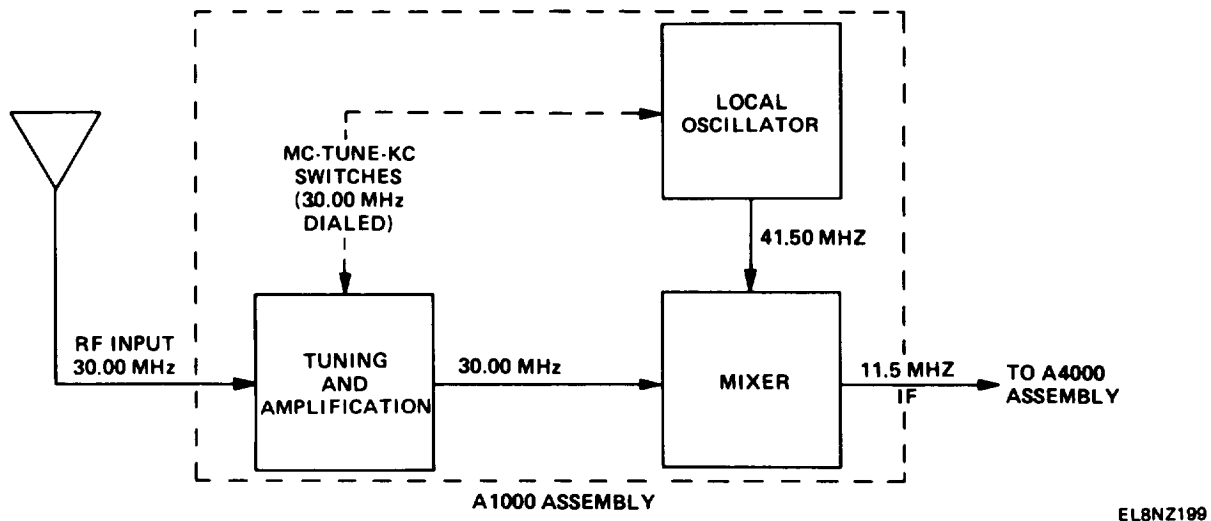 LOCAL
OSCILLATOR
MC-TUNE-KC
SWITCHES
(30.00 MHz
DIALED)
41.50 MHZ
RF INPUT
30.00 MHz
TUNING
AND
AMPLIFICATION
30.00 MHz
MIXER
11.5 MHZ
IF
TO A4000
ASSEMBLY
A1000 ASSEMBLY
EL8NZ199